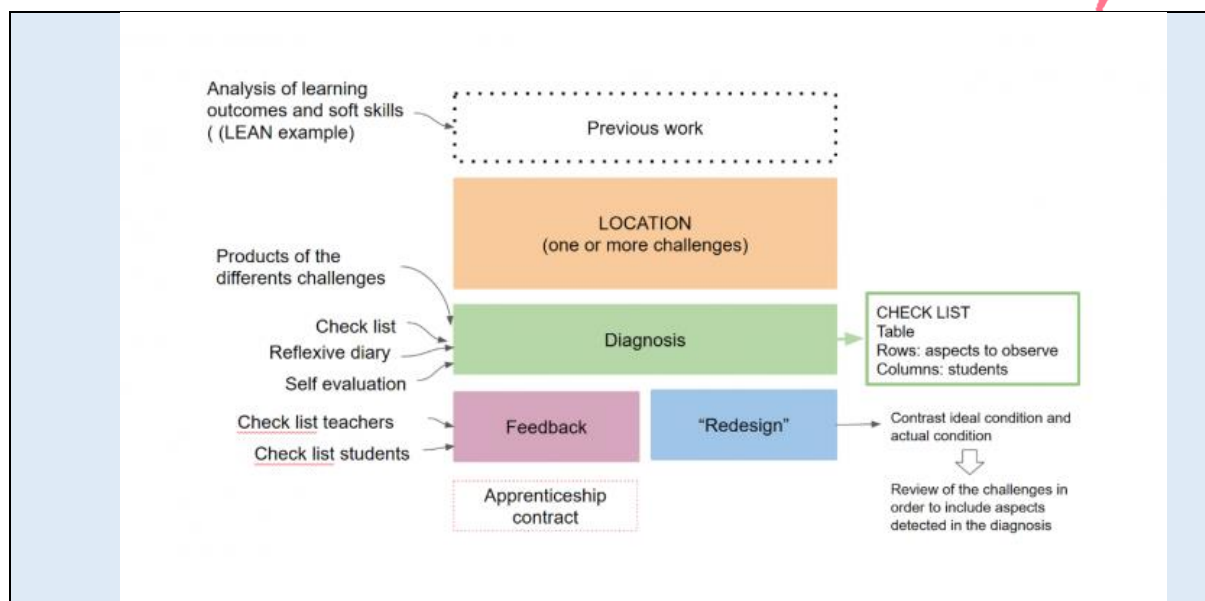 Analysis of learning
outcomes and soft skills
( (LEAN example)
Previous work
LOCATION
(one or more challenges)
Products of the
differents challenges
Check list
Reflexive diary
Self evaluation
Diagnosis
CHECK LIST
Table
Rows: aspects to observe
Columns: students
Check list teachers
Check list students
Feedback
“Redesign”
Contrast ideal condition and
actual condition
Review of the challenges in
order to include aspects
detected in the diagnosis
Apprenticeship
contract